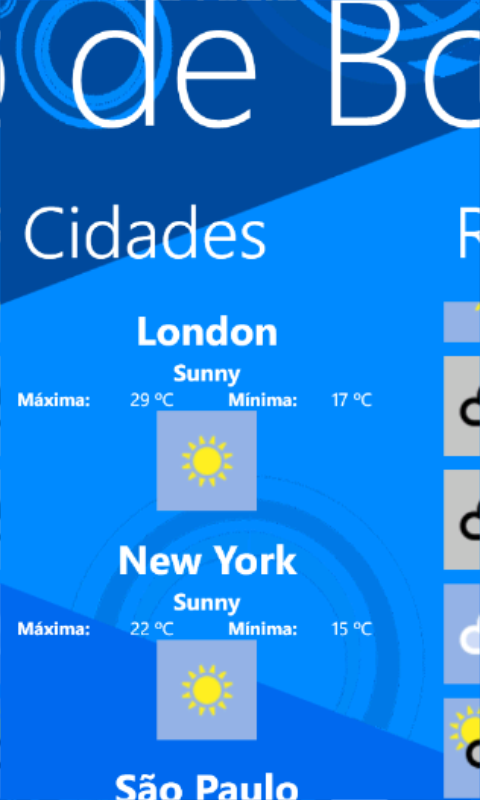 de
Cidades
London
Sunny
Máxima: 29 ºC Mínima: 17 ºC
New York
Sunny
Máxima: 22 ºC Mínima: 15 ºC
São Paulo